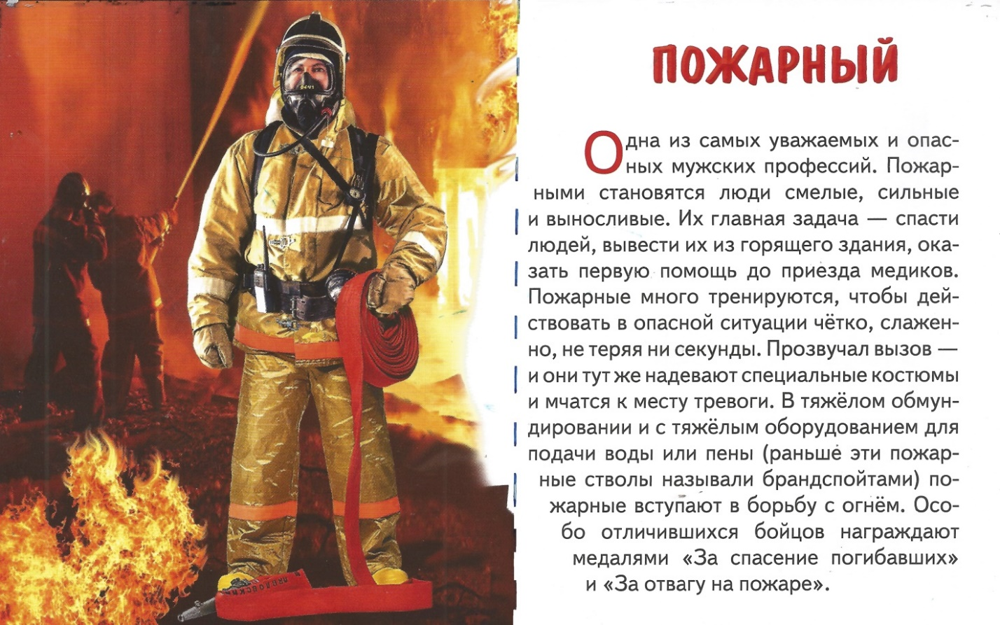 ПОЖАРНЫЙ
Одна из самых уважаемых и опас-
ных мужских профессий. Пожар-
ными становятся люди смелые, сильные
и выносливые. Их главная задача — спасти
людей, вывести их из горящего здания, ока-
зать первую помощь до приезда медиков.
Пожарные много тренируются, чтобы дей-
ствовать в опасной ситуации чётко, слажен-
но, не теряя ни секунды. Прозвучал вызов —
и они тут же надевают специальные костюмы
и мчатся к месту тревоги. В тяжёлом обмун-
дировании и с тяжёлым оборудованием для
подачи воды или пены (раньше эти пожар-
ные стволы называли брандспойтами) по-
жарные вступают в борьбу с огнём. Осо-
бо отличившихся бойцов награждают
медалями «За спасение погибавших»
и «За отвагу на пожаре».